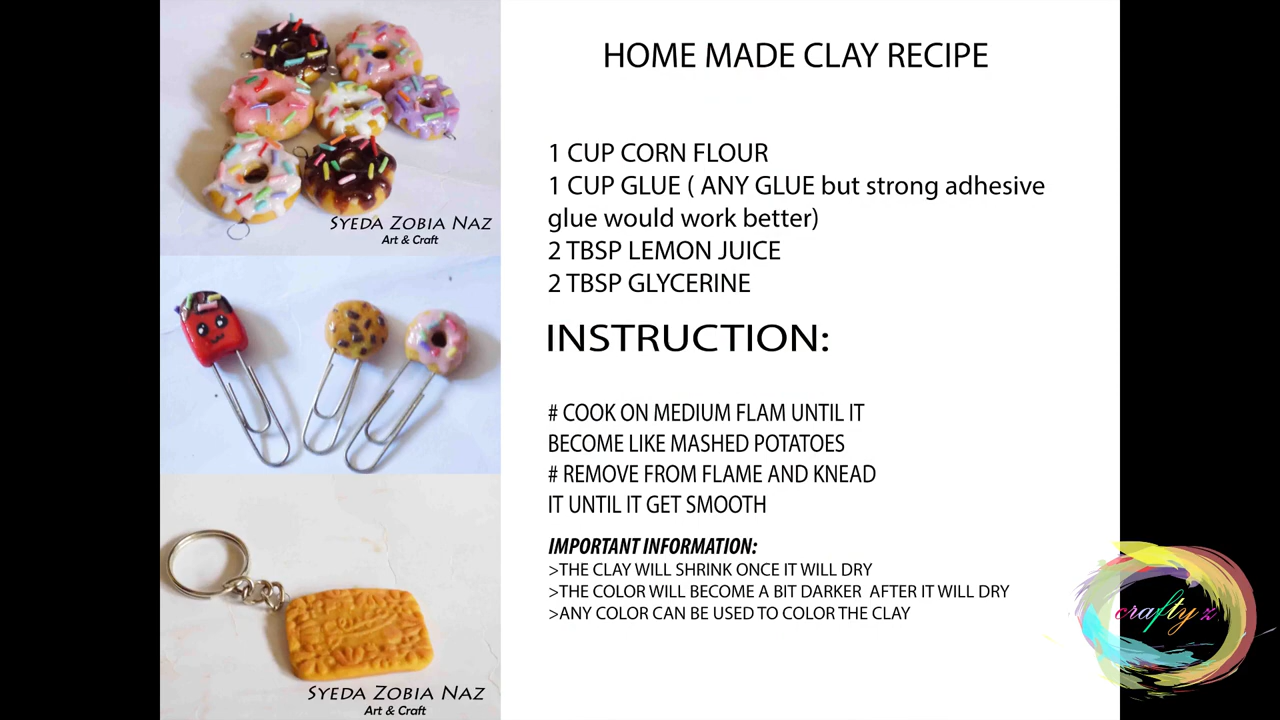 HOME MADE CLAY RECIPE
1 CUP CORN FLOUR
1 CUP GLUE ( ANY GLUE but strong adhesive
glue would work better)
2 TBSP LEMON JUICE
2 TBSP GLYCERINE
INSTRUCTION:
# COOK ON MEDIUM FLAM UNTIL IT
BECOME LIKE MASHED POTATOES
# REMOVE FROM FLAME AND KNEAD
IT UNTIL IT GET SMOOTH
IMPORTANT INFORMATION:
>THE CLAY WILL SHRINK ONCE IT WILL DRY
>THE COLOR WILL BECOME A BIT DARKER AFTER IT WILL DRY
>ANY COLOR CAN BE USED TO COLOR THE CLAY
SYEDA ZOBIA NAZ
Art & Craft
SYEDA ZOBIA NAZ
Art & Craft
crafty z